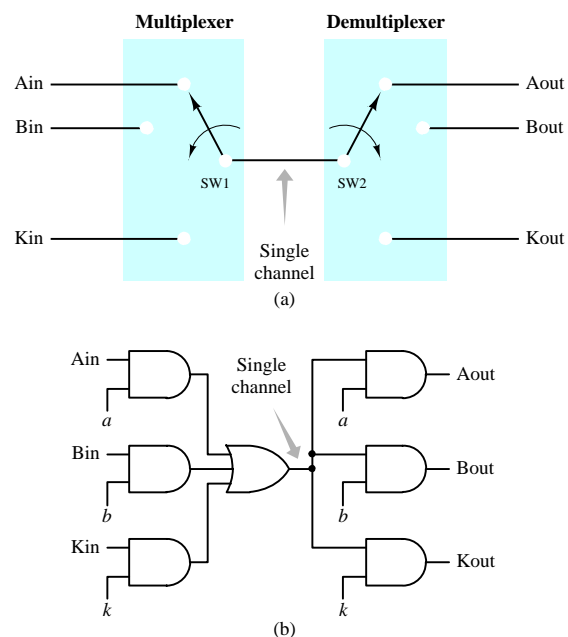 Multiplexer Demultiplexer
Ain Aout
Bin Bout
SW1 SW2
Kin Kout
Single
channel
(a)
Ain Aout
Single
channel
a a
Bin Bout
b b
Kin Kout
k k
(b)